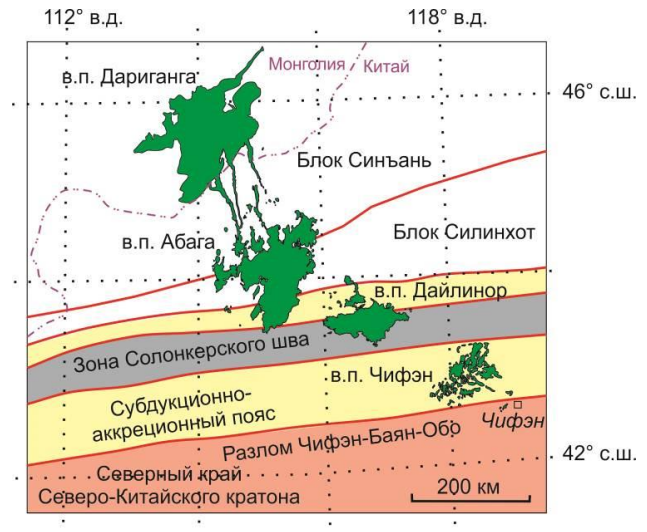 112° в.д.
118° в.д.
в.п. Дариганга
Монголия
Китай
46° с.ш.
Блок Синъань
в.п. Абага
Блок Силинхот
в.п. Дайлинор
Зона Солонкерского шва
в.п. Чифэн
Субдукционно-
аккреционный пояс
Чифэн
Разлом Чифэн-Баян-Обо
42° с.ш.
Северный край
Северо-Китайского кратона
200 км